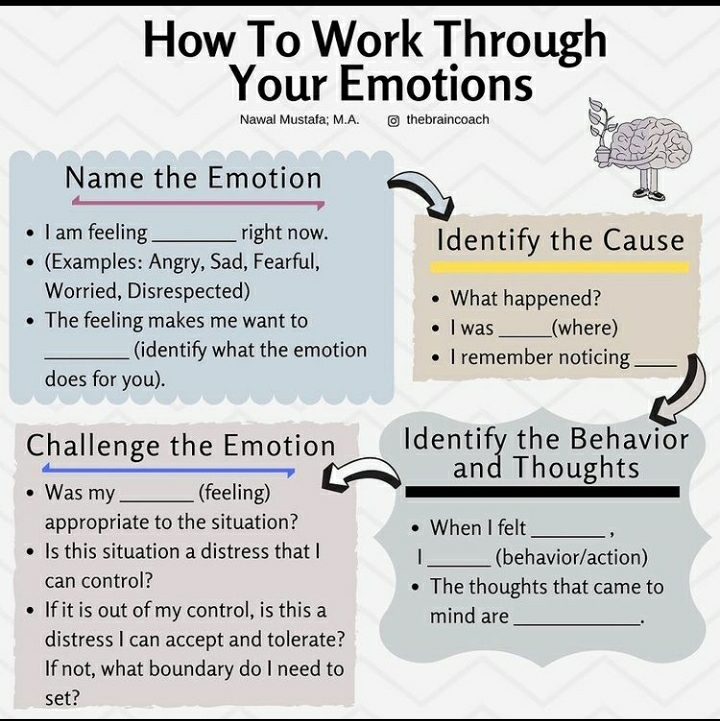 How To Work Through
Your Emotions
Nawal Mustafa; M.A. thebraincoach
Name the Emotion
• I am feeling ________ right now.
• (Examples: Angry, Sad, Fearful,
Worried, Disrespected)
• The feeling makes me want to
________ (identify what the emotion
does for you).
Identify the Cause
• What happened?
• I was _____(where)
• I remember noticing ____
Identify the Behavior
and Thoughts
• When I felt _______ ,
I ______ (behavior/action)
• The thoughts that came to
mind are ____________.
Challenge the Emotion
• Was my _______ (feeling)
appropriate to the situation?
• Is this situation a distress that I
can control?
• If it is out of my control, is this a
distress I can accept and tolerate?
If not, what boundary do I need to
set?